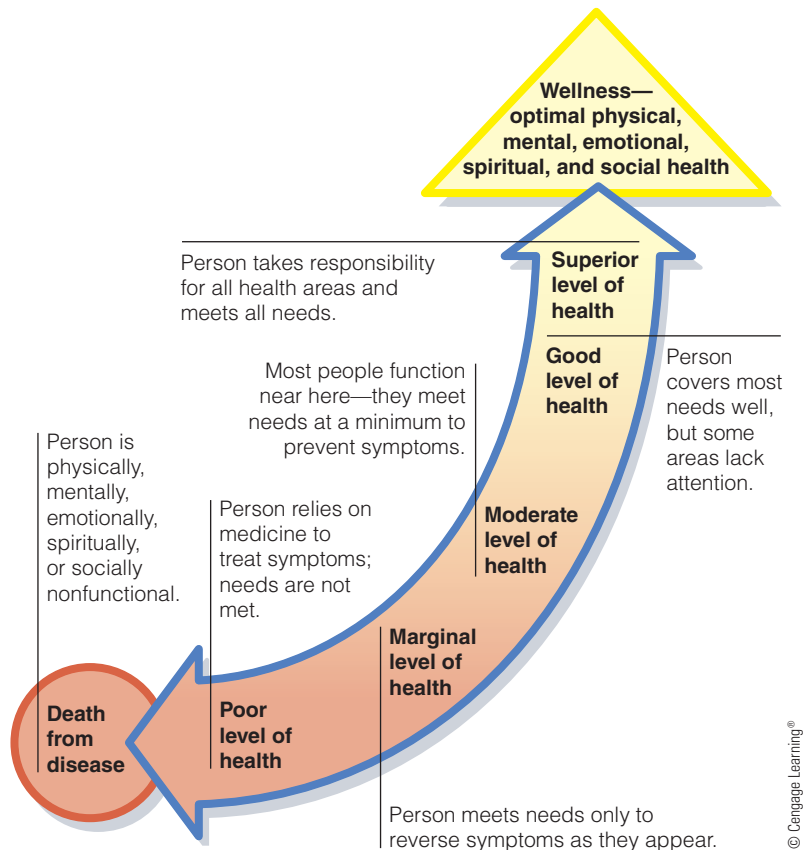 Wellness—
optimal physical,
mental, emotional,
spiritual, and social health
Person takes responsibility
for all health areas and
meets all needs.
Superior
level of
health
Good
level of
health
Person
covers most
needs well,
but some
areas lack
attention.
Most people function
near here—they meet
needs at a minimum to
prevent symptoms.
Moderate
level of
health
Person is
physically,
mentally,
emotionally,
spiritually,
or socially
nonfunctional.
Person relies on
medicine to
treat symptoms;
needs are not
met.
Marginal
level of
health
Death
from
disease
Poor
level of
health
Person meets needs only to
reverse symptoms as they appear.
© Cengage Learning®